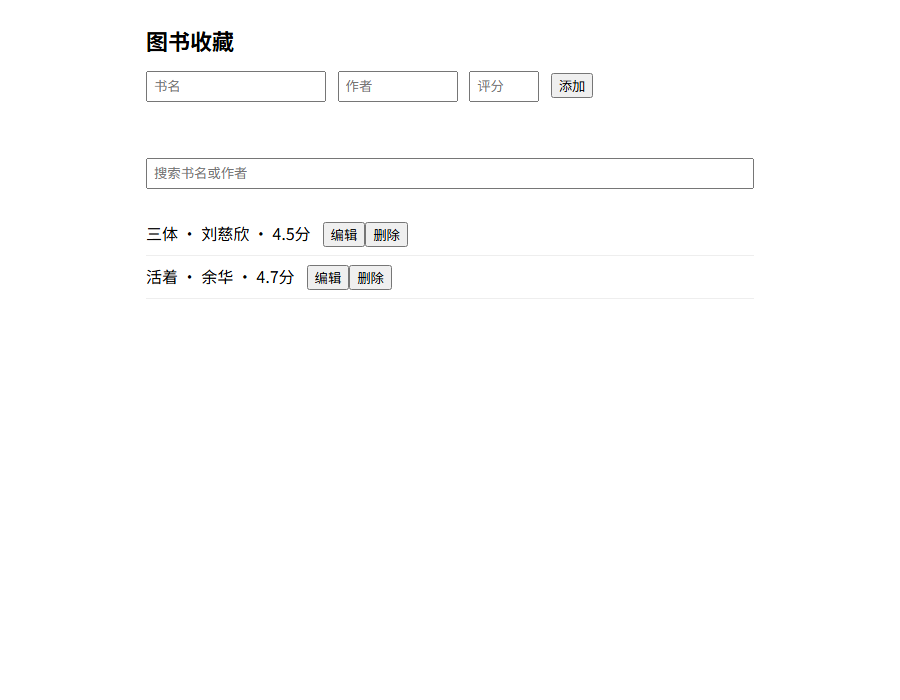 图书收藏
书名 作者 评分 添加
搜索书名或作者
三体 · 刘慈欣 · 4.5分 编辑 删除
活着 · 余华 · 4.7分 编辑 删除